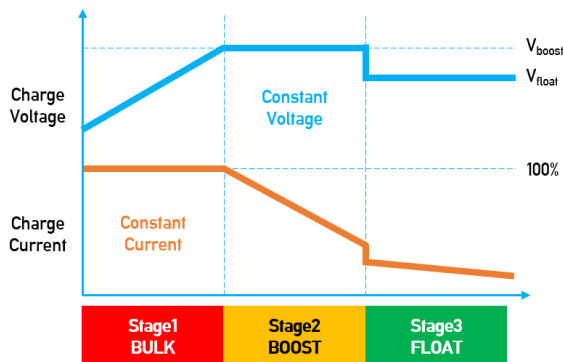 Charge
Voltage
Constant
Voltage
Vboost
Vfloat
100%
Charge
Current
Constant
Current
Stage1
BULK
Stage2
BOOST
Stage3
FLOAT